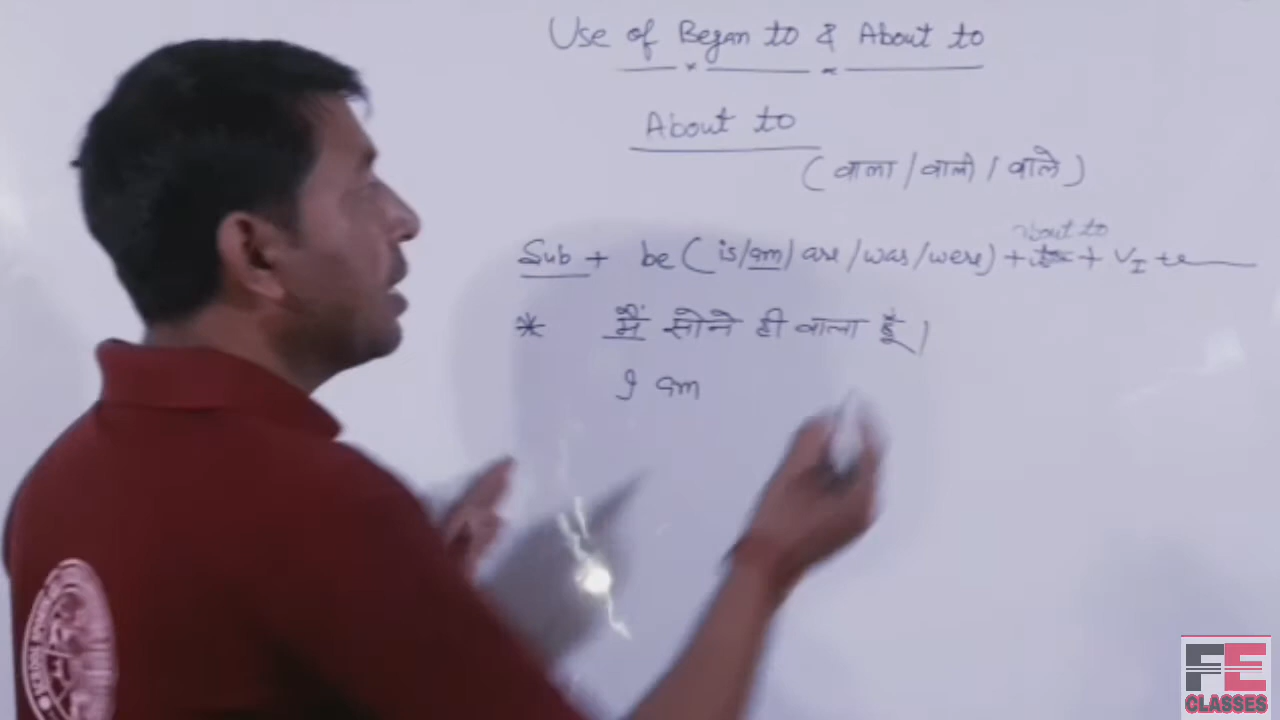 Use of Began to & About to
About to
(वाला / वाली / वाले)
about to
Sub + be (is/am/are/was/were) + + V I +
* मैं सोने ही वाला हूँ।
I am
SCHOOL
FE
CLASSES